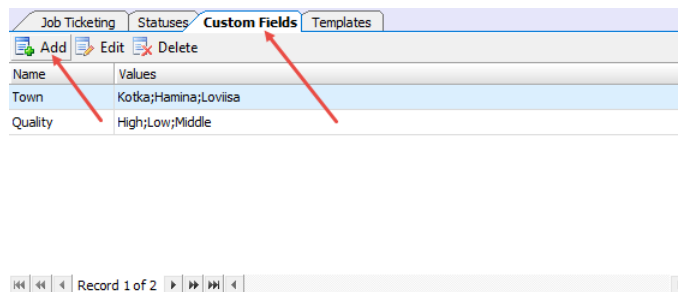 Job Ticketing Statuses Custom Fields Templates
Add Edit Delete
Name Values
Town Kotka;Hamina;Loviisa
Quality High;Low;Middle
Record 1 of 2